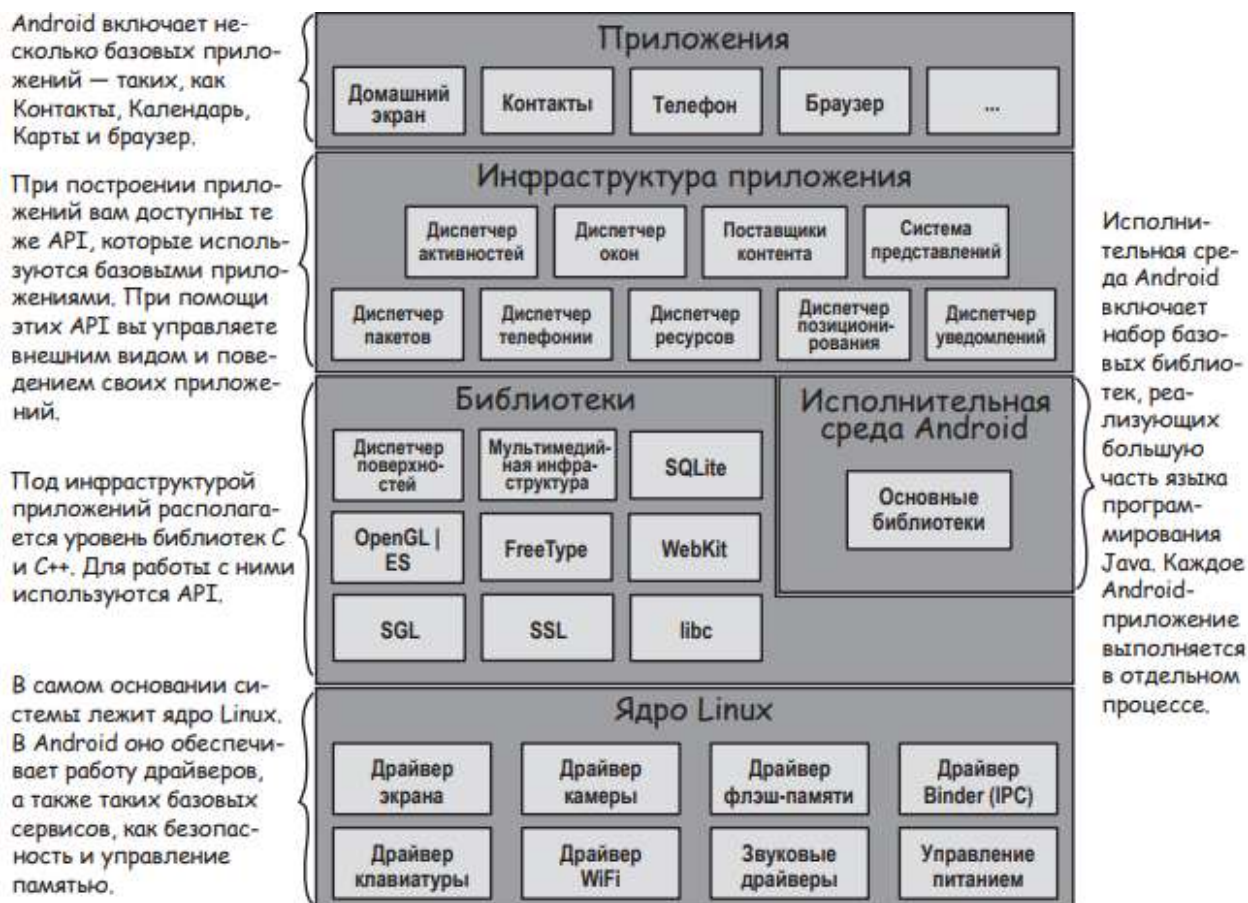 Android включает не-
сколько базовых прило-
жений — таких, как
Контакты, Календарь,
Карты и браузер.
Приложения
Домашний
экран
Контакты
Телефон
Браузер
...
При построении прило-
жений вам доступны те
же API, которые исполь-
зуются базовыми прило-
жениями. При помощи
этих API вы управляете
внешним видом и пове-
дением своих приложе-
ний.
Инфраструктура приложения
Диспетчер
активностей
Диспетчер
окон
Поставщики
контента
Система
представлений
Диспетчер
пакетов
Диспетчер
телефонии
Диспетчер
ресурсов
Диспетчер
позициони-
рования
Диспетчер
уведомлений
Под инфраструктурой
приложений располага-
ется уровень библиотек C
и C++. Для работы с ними
используются API.
Библиотеки
Диспетчер
поверхно-
стей
Мультимедий-
ная инфра-
структура
SQLite
OpenGL |
ES
FreeType
WebKit
SGL
SSL
libc
Исполнительная
среда Android
Основные
библиотеки
Исполни-
тельная сре-
да Android
включает
набор базо-
вых библио-
тек, реа-
лизующих
большую
часть языка
програм-
мирования
Java. Каждое
Android-
приложение
выполняется
в отдельном
процессе.
В самом основании си-
стемы лежит ядро Linux.
В Android оно обеспечи-
вает работу драйверов,
а также таких базовых
сервисов, как безопас-
ность и управление
памятью.
Ядро Linux
Драйвер
экрана
Драйвер
камеры
Драйвер
флэш-памяти
Драйвер
Binder (IPC)
Драйвер
клавиатуры
Драйвер
WiFi
Звуковые
драйверы
Управление
питанием